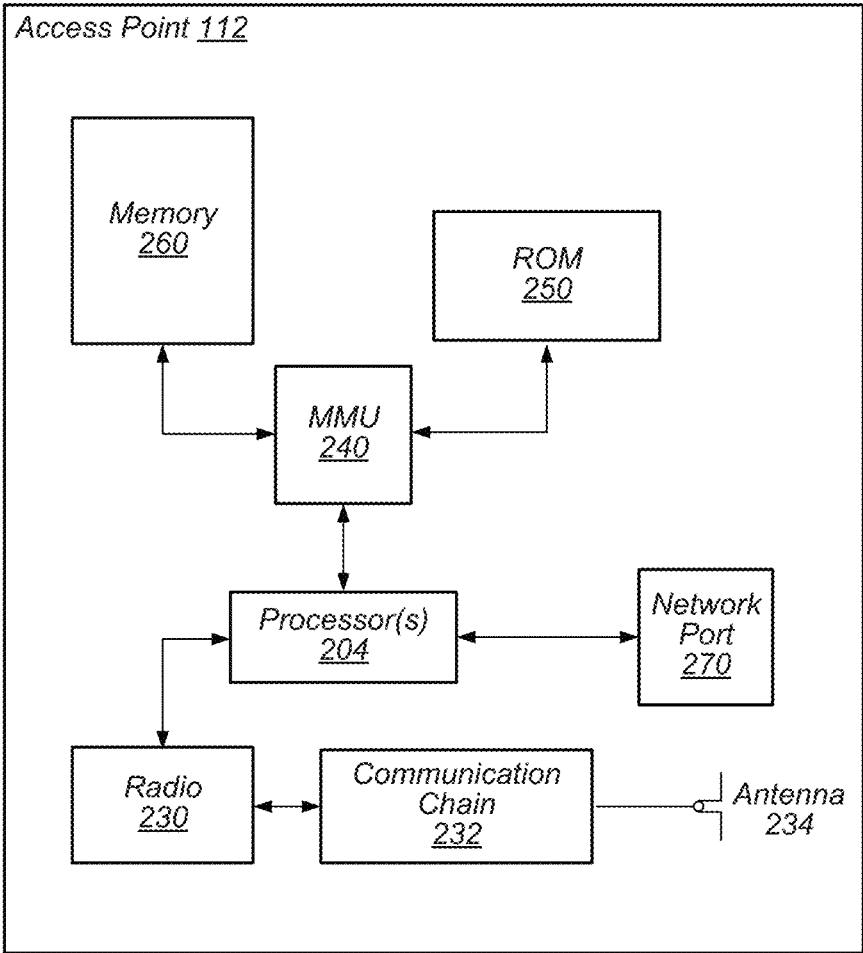 Access Point 112
Memory
260
ROM
250
MMU
240
Processor(s)
204
Network
Port
270
Radio
230
Communication
Chain
232
Antenna
234